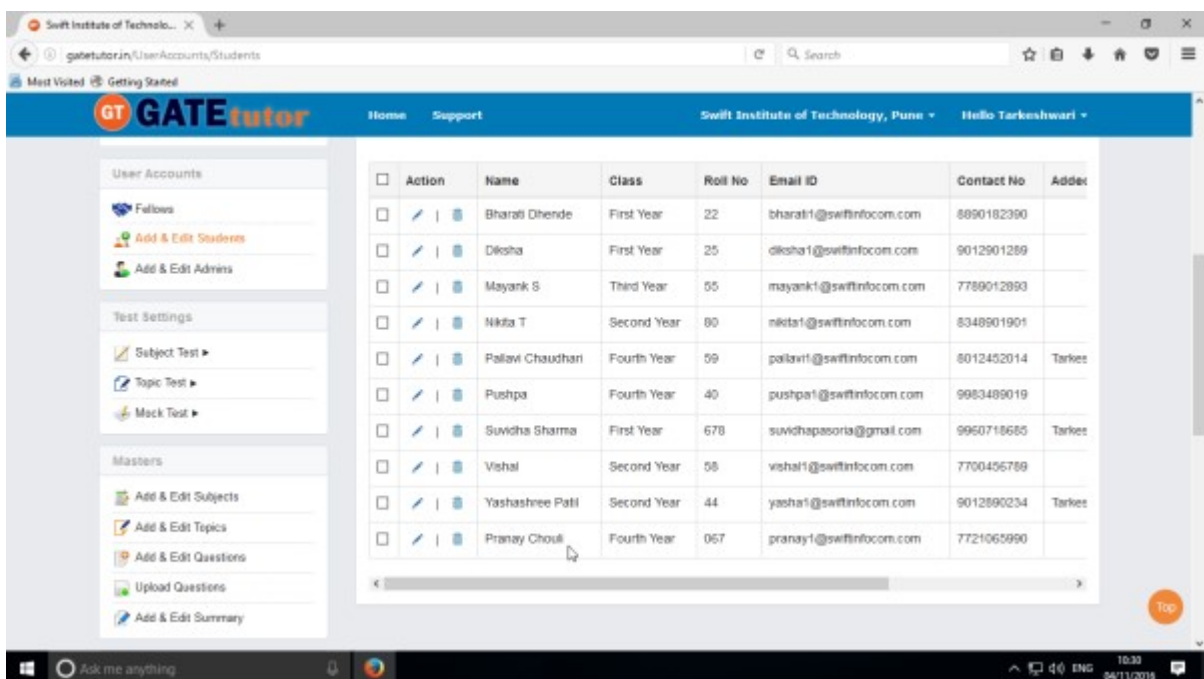 Swift Institute of Technolo...
gatetutor.in/UserAccounts/Students
Search
Most Visited Getting Started
GT GATEtutor Home Support Swift Institute of Technology, Pune Hello Tarkeshwari
User Accounts
Fellows
Add & Edit Students
Add & Edit Admins
Test Settings
Subject Test
Topic Test
Mock Test
Masters
Add & Edit Subjects
Add & Edit Topics
Add & Edit Questions
Upload Questions
Add & Edit Summary
Action Name Class Roll No Email ID Contact No Added
| Bharati Dhende First Year 22 bharati1@swiftinfocom.com 8890182390
| Diksha First Year 25 diksha1@swiftinfocom.com 9012901289
| Mayank S Third Year 55 mayank1@swiftinfocom.com 7789012893
| Nikita T Second Year 80 nikita1@swiftinfocom.com 8348901901
| Pallavi Chaudhari Fourth Year 59 pallavi1@swiftinfocom.com 8012452014 Tarkes
| Pushpa Fourth Year 40 pushpa1@swiftinfocom.com 9983489019
| Suvidha Sharma First Year 678 suvidhapasoria@gmail.com 9960718685 Tarkes
| Vishal Second Year 58 vishal1@swiftinfocom.com 7700456789
| Yashashree Patil Second Year 44 yasha1@swiftinfocom.com 9012890234 Tarkes
| Pranay Chouli Fourth Year 067 pranay1@swiftinfocom.com 7721065990
Top
Ask me anything
ENG 10:30
04/11/2016